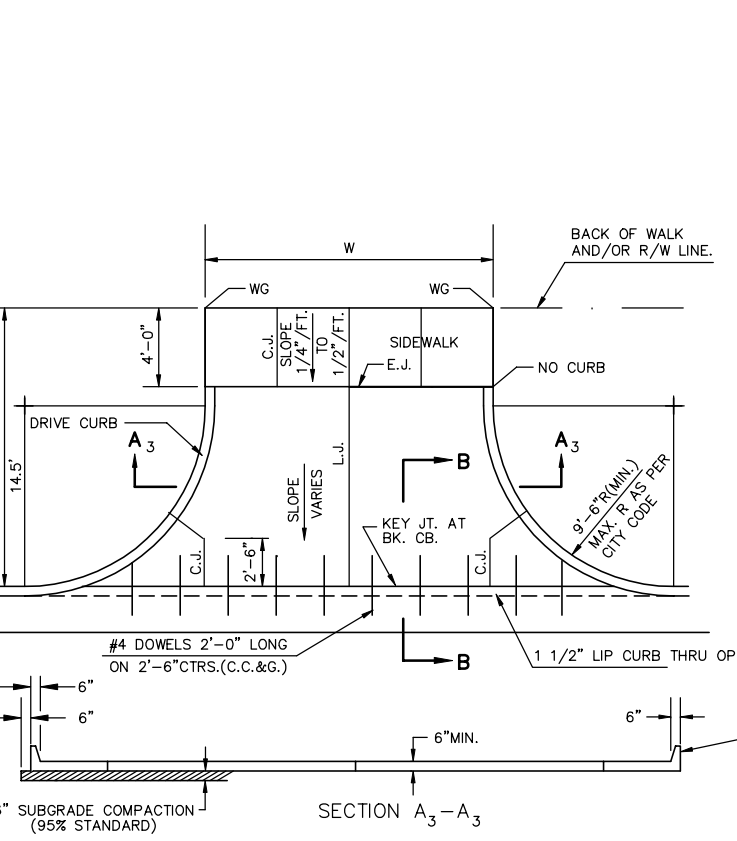 BACK OF WALK
AND/OR R/W LINE.
W
WG
WG
4'-0"
C.J.
SLOPE
1/4"/FT.
TO
1/2"/FT.
SIDEWALK
E.J.
NO CURB
DRIVE CURB
A3
A3
14.5'
L.J.
B
SLOPE
VARIES
9'-6"R(MIN.)
MAX. R AS PER
CITY CODE
KEY JT. AT
BK. CB.
C.J.
2'-6"
C.J.
#4 DOWELS 2'-0" LONG
ON 2'-6"CTRS.(C.C.&G.)
B
1 1/2" LIP CURB THRU OP
6"
6"
6"
6"MIN.
" SUBGRADE COMPACTION
(95% STANDARD)
SECTION A3-A3